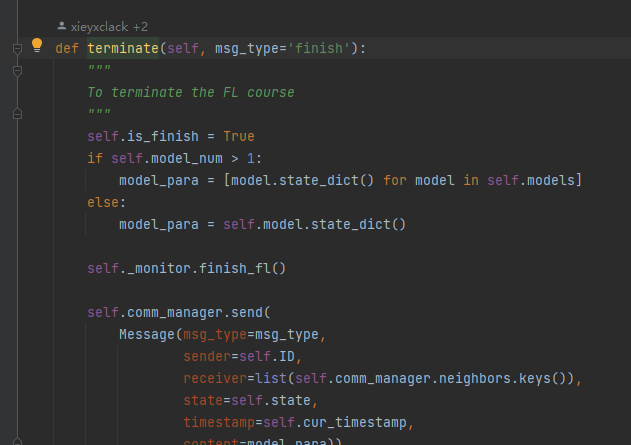 xieyxclack +2
def terminate(self, msg_type='finish'):
"""
To terminate the FL course
"""
self.is_finish = True
if self.model_num > 1:
model_para = [model.state_dict() for model in self.models]
else:
model_para = self.model.state_dict()
self._monitor.finish_fl()
self.comm_manager.send(
Message(msg_type=msg_type,
sender=self.ID,
receiver=list(self.comm_manager.neighbors.keys()),
state=self.state,
timestamp=self.cur_timestamp,
content=model_para))